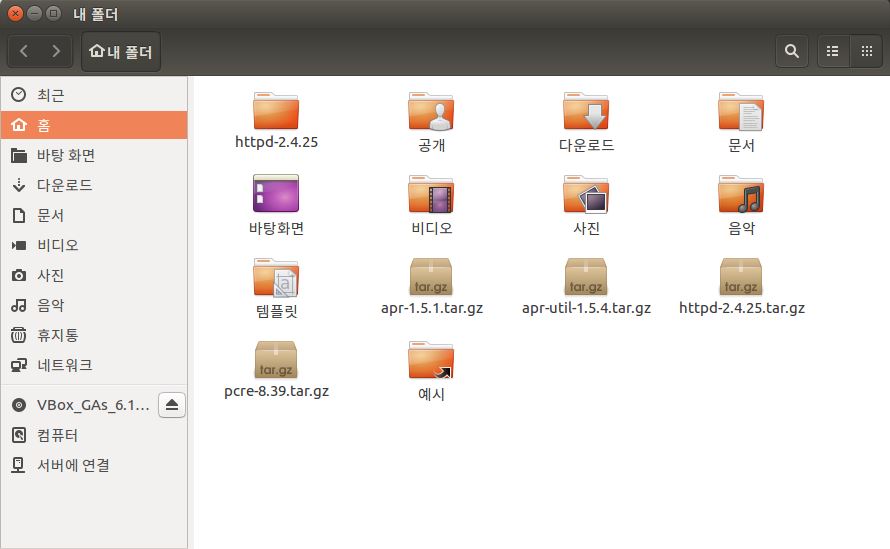 내 폴더
내 폴더
최근
홈
바탕 화면
다운로드
문서
비디오
사진
음악
휴지통
네트워크
VBox_GAs_6.1...
컴퓨터
서버에 연결
httpd-2.4.25
공개
다운로드
문서
바탕화면
비디오
사진
음악
a
템플릿
tar.gz
apr-1.5.1.tar.gz
tar.gz
apr-util-1.5.4.tar.gz
tar.gz
httpd-2.4.25.tar.gz
tar.gz
pcre-8.39.tar.gz
예시